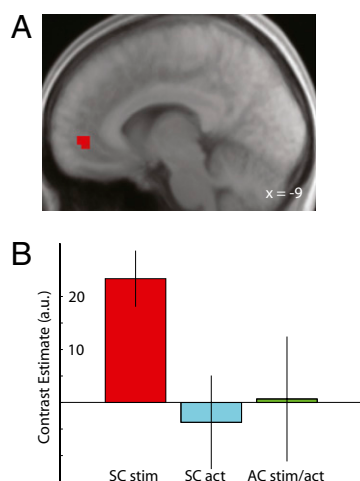 A
x = -9
B
Contrast Estimate (a.u.)
20
10
SC stim SC act AC stim/act